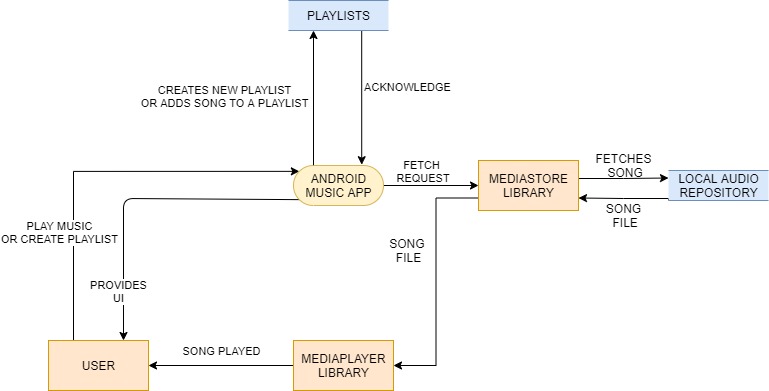 PLAYLISTS
CREATES NEW PLAYLIST
OR ADDS SONG TO A PLAYLIST
ACKNOWLEDGE
ANDROID
MUSIC APP
FETCH
REQUEST
MEDIASTORE
LIBRARY
FETCHES
SONG
LOCAL AUDIO
REPOSITORY
SONG
FILE
PLAY MUSIC
OR CREATE PLAYLIST
SONG
FILE
PROVIDES
UI
USER
SONG PLAYED
MEDIAPLAYER
LIBRARY